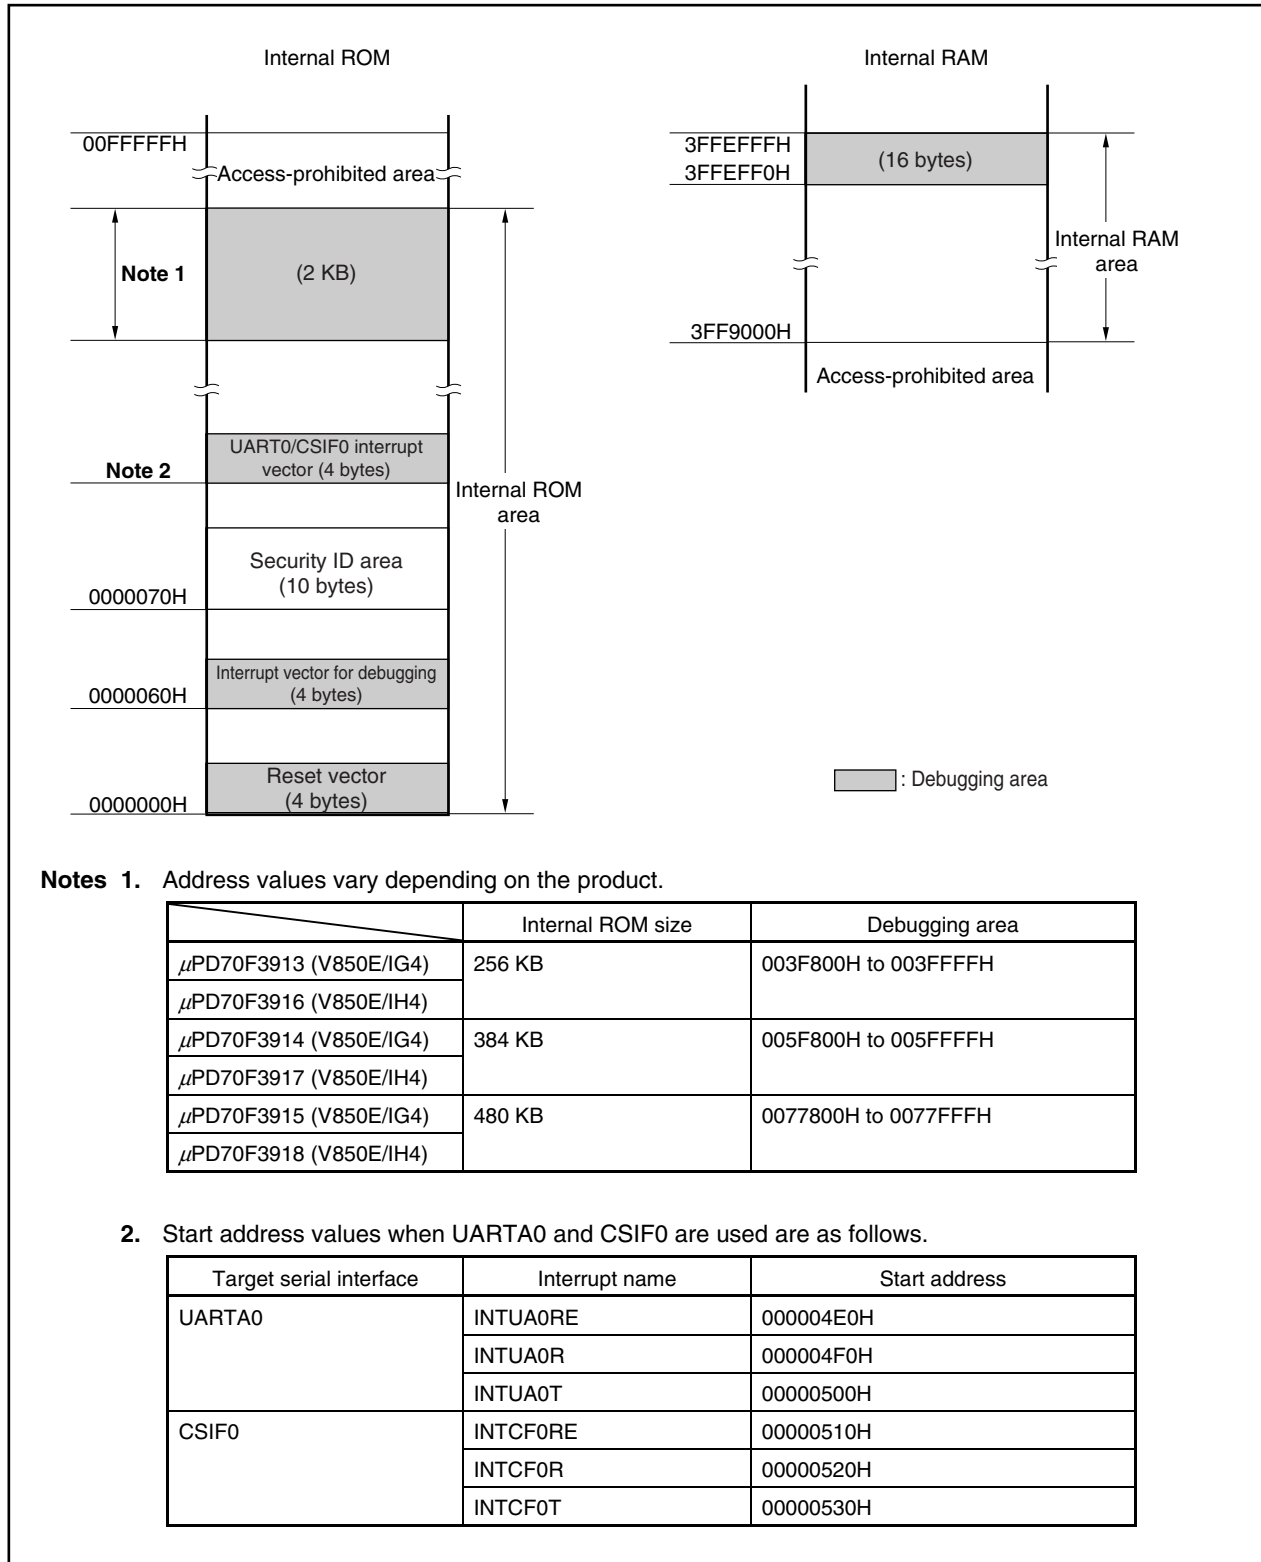 Internal ROM
Internal RAM
00FFFFFH
Access-prohibited area
Note 1
(2 KB)
UART0/CSIF0 interrupt
vector (4 bytes)
Note 2
Internal ROM
area
Security ID area
(10 bytes)
0000070H
Interrupt vector for debugging
(4 bytes)
0000060H
Reset vector
(4 bytes)
0000000H
3FFEFFFH
3FFEFF0H
(16 bytes)
Internal RAM
area
3FF9000H
Access-prohibited area
: Debugging area
Notes 1. Address values vary depending on the product.
Internal ROM size Debugging area
μPD70F3913 (V850E/IG4) 256 KB 003F800H to 003FFFFH
μPD70F3916 (V850E/IH4)
μPD70F3914 (V850E/IG4) 384 KB 005F800H to 005FFFFH
μPD70F3917 (V850E/IH4)
μPD70F3915 (V850E/IG4) 480 KB 0077800H to 0077FFFH
μPD70F3918 (V850E/IH4)
2. Start address values when UARTA0 and CSIF0 are used are as follows.
Target serial interface Interrupt name Start address
UARTA0 INTUA0RE 000004E0H
INTUA0R 000004F0H
INTUA0T 00000500H
CSIF0 INTCF0RE 00000510H
INTCF0R 00000520H
INTCF0T 00000530H